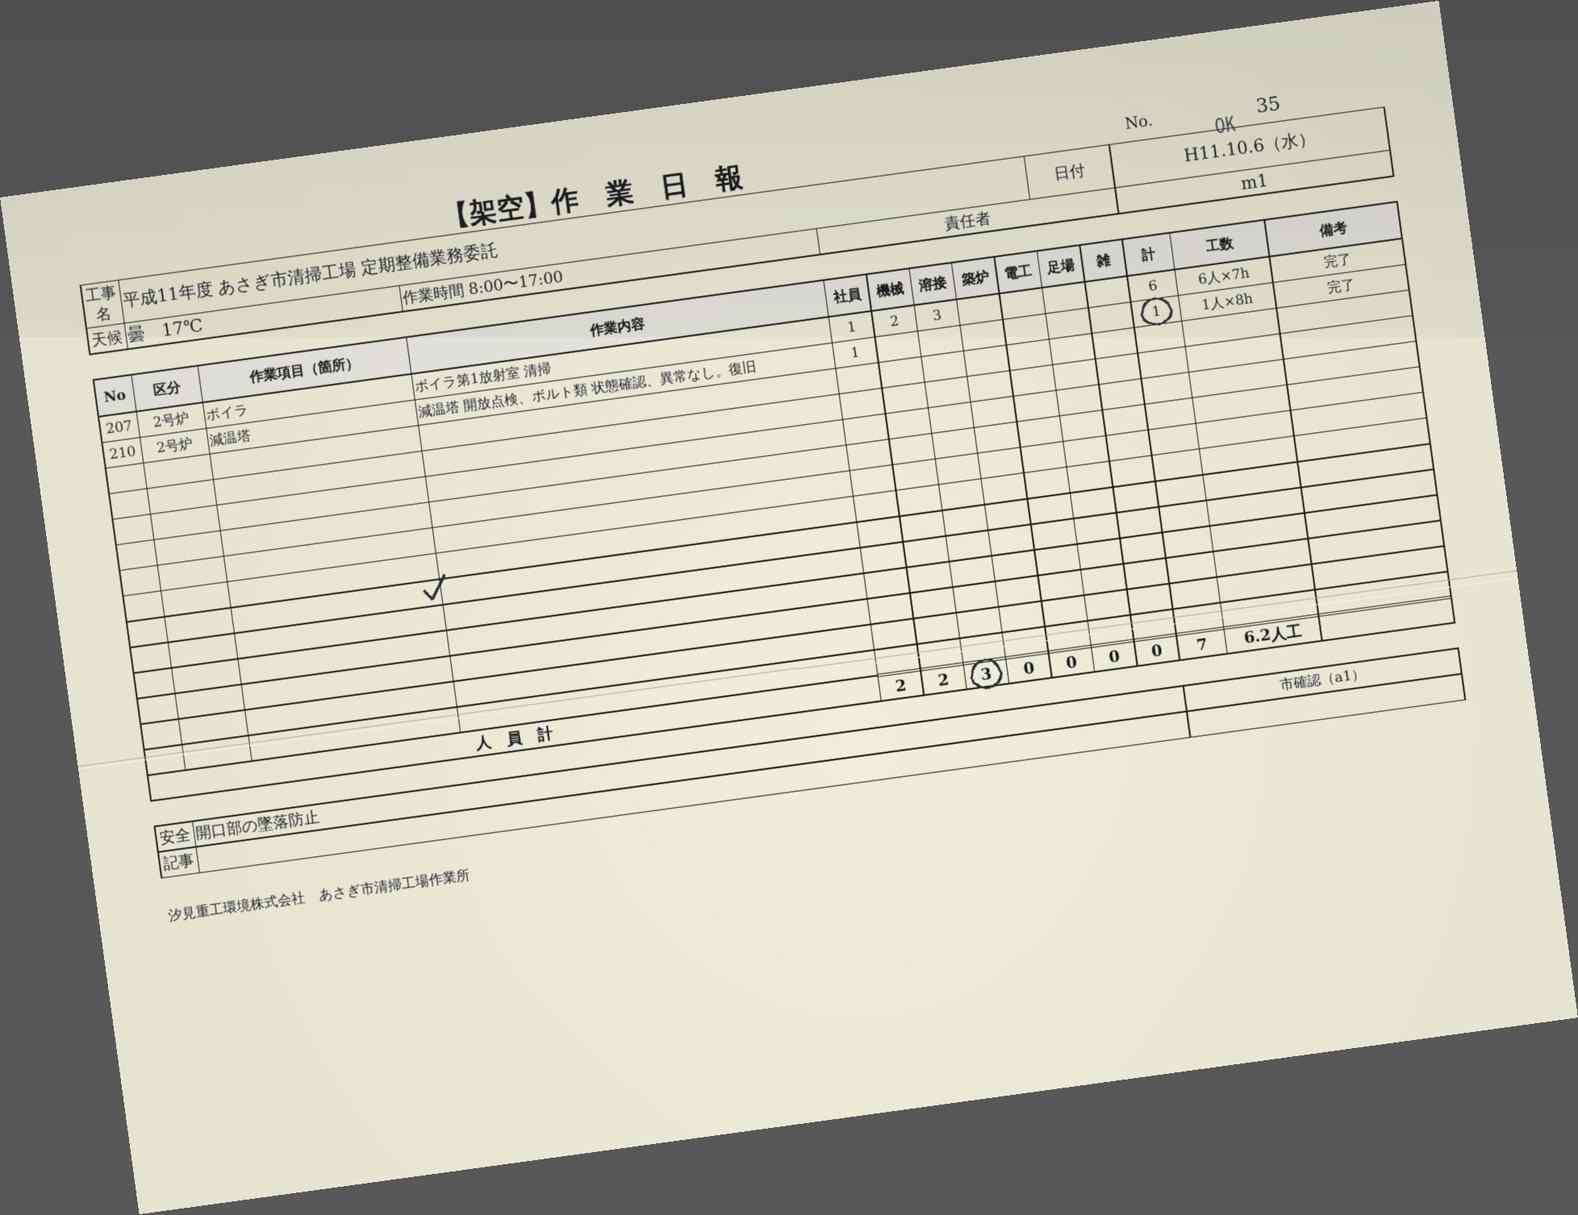 No. 35
OK
【架空】作 業 日 報
工事名 平成11年度 あさぎ市清掃工場 定期整備業務委託 日付 H11.10.6（水）
天候 曇 17℃ 作業時間 8:00〜17:00 責任者 m1
No 区分 作業項目（箇所） 作業内容 社員 機械 溶接 築炉 電工 足場 雑 計 工数 備考
207 2号炉 ボイラ ボイラ第1放射室 清掃 1 2 3 6 6人×7h 完了
210 2号炉 減温塔 減温塔 開放点検、ボルト類 状態確認、異常なし。復旧 1 1 1人×8h 完了
人 員 計 2 2 3 0 0 0 0 7 6.2人工
安全 開口部の墜落防止 市確認（a1）
記事
汐見重工環境株式会社 あさぎ市清掃工場作業所